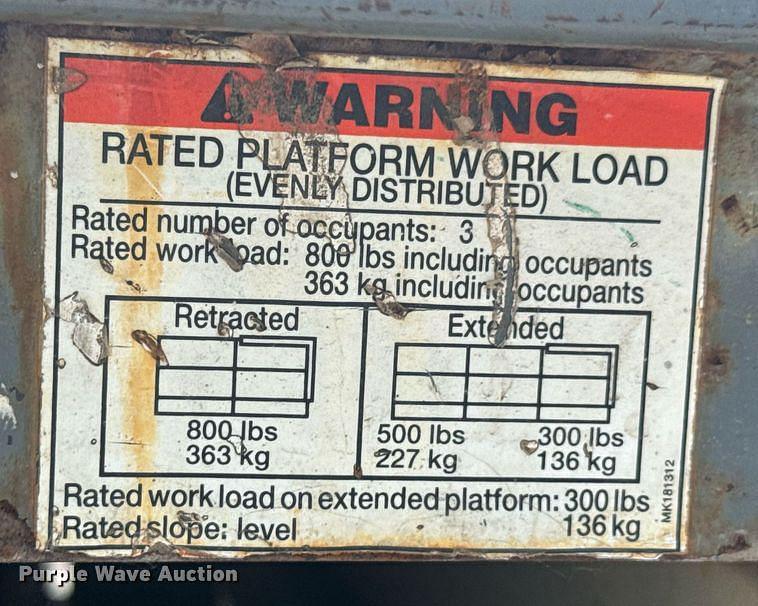 WARNING
RATED PLATFORM WORK LOAD
(EVENLY DISTRIBUTED)
Rated number of occupants: 3
Rated work load: 800 lbs including occupants
363 kg including occupants
Retracted
Extended
800 lbs
363 kg
500 lbs
227 kg
300 lbs
136 kg
Rated work load on extended platform: 300 lbs
136 kg
Rated slope: level
MK181312
Purple Wave Auction